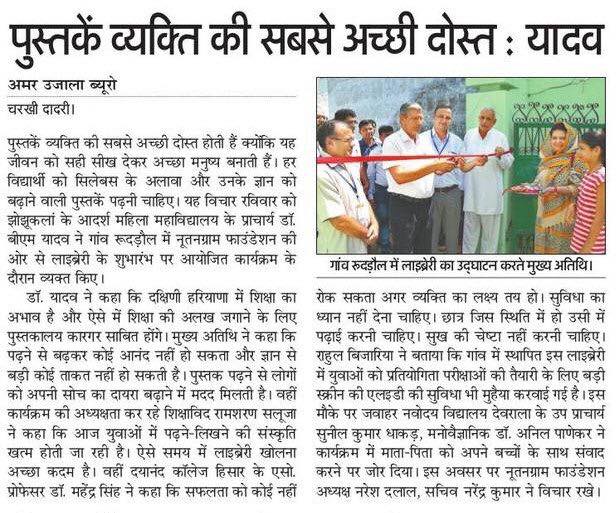 पुस्तकें व्यक्ति की सबसे अच्छी दोस्त : यादव
अमर उजाला ब्यूरो
चरखी दादरी।
पुस्तकें व्यक्ति की सबसे अच्छी दोस्त होती हैं क्योंकि यह
जीवन को सही सीख देकर अच्छा मनुष्य बनाती हैं। हर
विद्यार्थी को सिलेबस के अलावा और उनके ज्ञान को
बढ़ाने वाली पुस्तकें पढ़नी चाहिए। यह विचार रविवार को
झोझूकलां के आदर्श महिला महाविद्यालय के प्राचार्य डॉ.
बीएम यादव ने गांव रूदड़ौल में नूतनग्राम फाउंडेशन की
ओर से लाइब्रेरी के शुभारंभ पर आयोजित कार्यक्रम के
दौरान व्यक्त किए।
डॉ. यादव ने कहा कि दक्षिणी हरियाणा में शिक्षा का
अभाव है और ऐसे में शिक्षा की अलख जगाने के लिए
पुस्तकालय कारगर साबित होंगे। मुख्य अतिथि ने कहा कि
पढ़ने से बढ़कर कोई आनंद नहीं हो सकता और ज्ञान से
बड़ी कोई ताकत नहीं हो सकती है। पुस्तक पढ़ने से लोगों
को अपनी सोच का दायरा बढ़ाने में मदद मिलती है। वहीं
कार्यक्रम की अध्यक्षता कर रहे शिक्षाविद रामशरण सलूजा
ने कहा कि आज युवाओं में पढ़ने-लिखने की संस्कृति
खत्म होती जा रही है। ऐसे समय में लाइब्रेरी खोलना
अच्छा कदम है। वहीं दयानंद कॉलेज हिसार के एसो.
प्रोफेसर डॉ. महेंद्र सिंह ने कहा कि सफलता को कोई नहीं
गांव रूदड़ौल में लाइब्रेरी का उद्घाटन करते मुख्य अतिथि।
रोक सकता अगर व्यक्ति का लक्ष्य तय हो। सुविधा का
ध्यान नहीं देना चाहिए। छात्र जिस स्थिति में हो उसी में
पढ़ाई करनी चाहिए। सुख की चेष्टा नहीं करनी चाहिए।
राहुल बिजारिया ने बताया कि गांव में स्थापित इस लाइब्रेरी
में युवाओं को प्रतियोगिता परीक्षाओं की तैयारी के लिए बड़ी
स्क्रीन की एलइडी की सुविधा भी मुहैया करवाई गई है। इस
मौके पर जवाहर नवोदय विद्यालय देवराला के उप प्राचार्य
सुनील कुमार धाकड़, मनोवैज्ञानिक डॉ. अनिल पाणेकर ने
कार्यक्रम में माता-पिता को अपने बच्चों के साथ संवाद
करने पर जोर दिया। इस अवसर पर नूतनग्राम फाउंडेशन
अध्यक्ष नरेश दलाल, सचिव नरेंद्र कुमार ने विचार रखे।